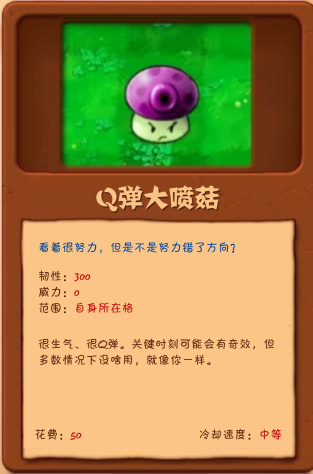 Q弹大喷菇
看着很努力，但是不是努力错了方向？
韧性：300
威力：0
范围：自身所在格
很生气、很Q弹。关键时刻可能会有奇效，但
多数情况下没啥用，就像你一样。
花费：50 冷却速度：中等